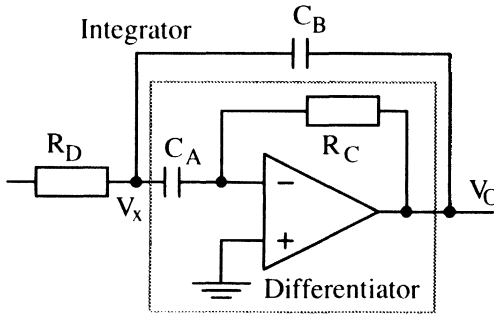 Integrator
C_B
R_D
C_A
R_C
V_x
V_O
−
+
Differentiator